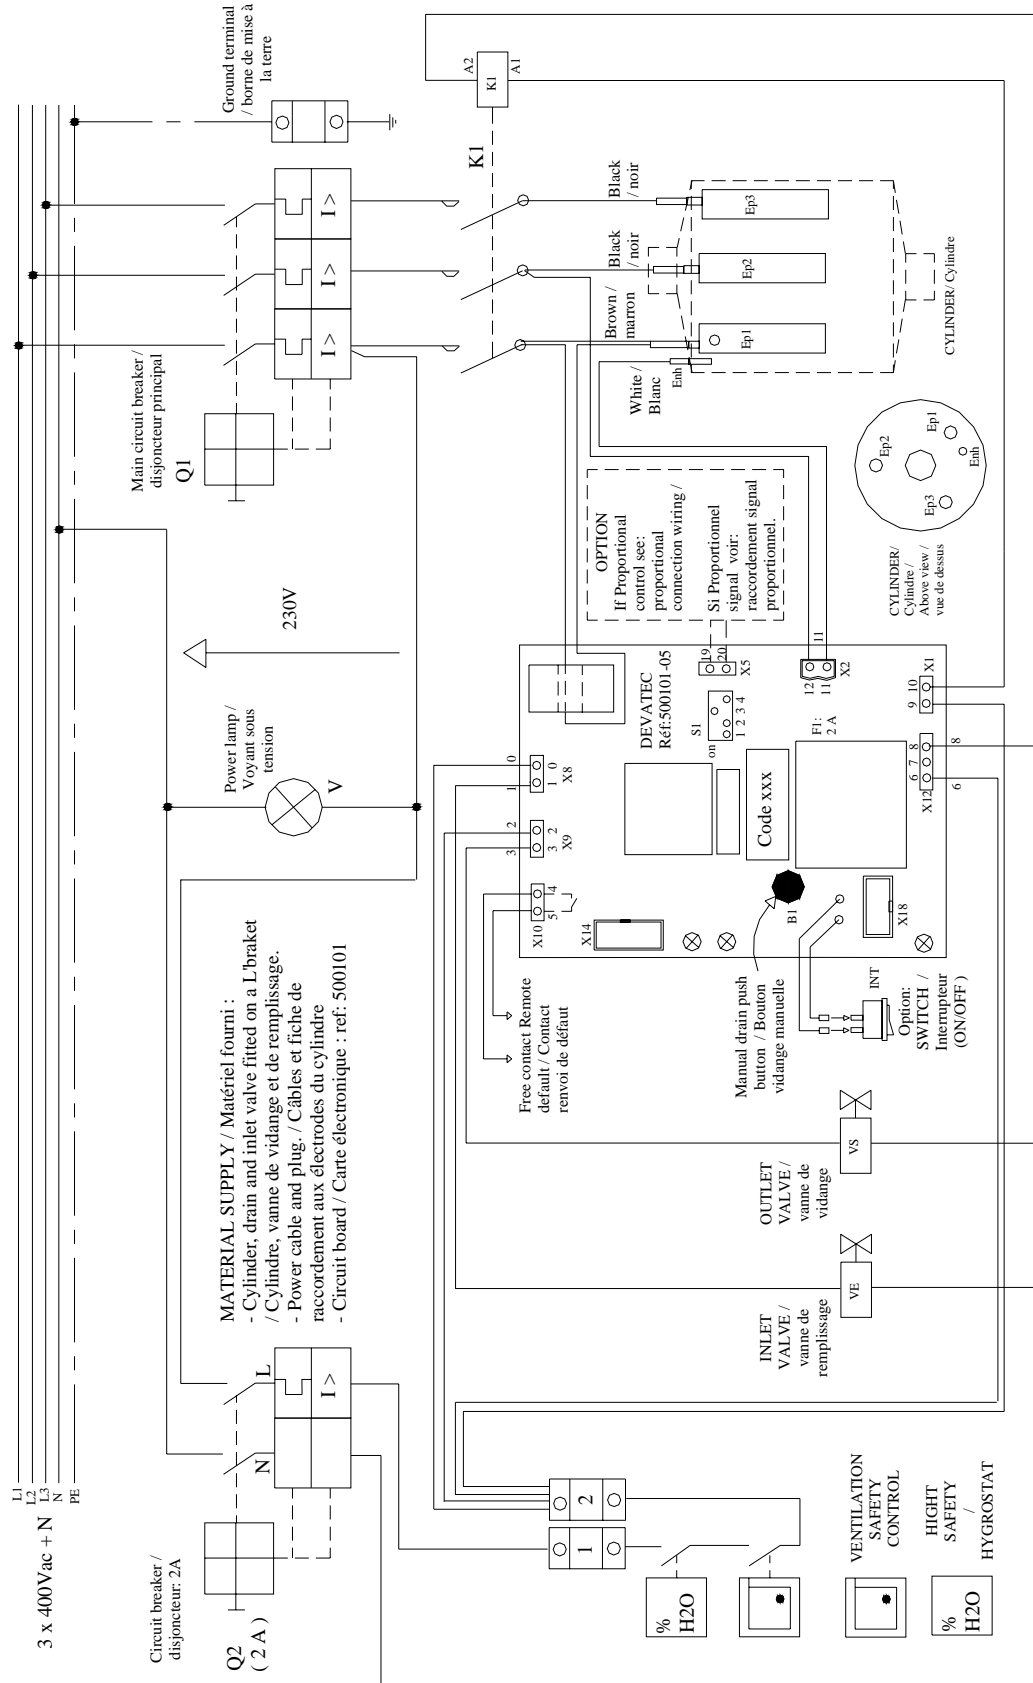 3 x 400Vac + N
L1
L2
L3
N
PE
Circuit breaker /
disjoncteur: 2A
Q2
( 2 A )
N
L
I >
MATERIAL SUPPLY / Matériel fourni :
- Cylinder, drain and inlet valve fitted on a L'braket
/ Cylindre, vanne de vidange et de remplissage.
- Power cable and plug. / Câbles et fiche de
raccordement aux électrodes du cylindre
- Circuit board / Carte électronique : ref: 500101
Power lamp /
Voyant sous
tension
V
230V
Main circuit breaker /
disjoncteur principal
Q1
I >
I >
I >
Ground terminal
/ borne de mise à
la terre
K1
K1
A2
A1
1
2
%
H2O
VENTILATION
SAFETY
CONTROL
%
H2O
HIGHT
SAFETY
/
HYGROSTAT
INLET
VALVE /
vanne de
remplissage
VE
OUTLET
VALVE /
vanne de
vidange
VS
Free contact Remote
default / Contact
renvoi de défaut
Manual drain push
button / Bouton
vidange manuelle
INT
Option:
SWITCH /
Interrupteur
(ON/OFF )
X10
5
4
X14
B1
X18
3
2
3
2
X9
1
0
1
0
X8
DEVATEC
Réf:500101-05
S1
on
1 2 3 4
Code xxx
F1:
2 A
X12
6
7
8
6
8
9
10
X1
19
20
X5
12
11
11
X2
OPTION
If Proportional
control see:
proportional
connection wiring /
Si Proportionnel
signal voir:
raccordement signal
proportionnel.
White /
Blanc
Brown /
marron
Black
/ noir
Black
/ noir
Enh
Ep1
Ep2
Ep3
CYLINDER/ Cylindre
CYLINDER/
Cylindre /
Above view /
vue de dessus
Ep3
Ep2
Ep1
Enh